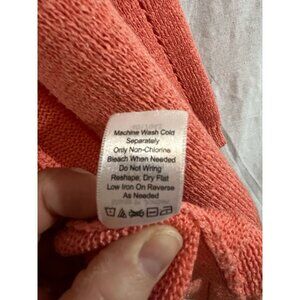 Machine Wash Cold
Separately
Only Non-Chlorine
Bleach When Needed
Do Not Wring
Reshape, Dry Flat
Low Iron On Reverse
As Needed